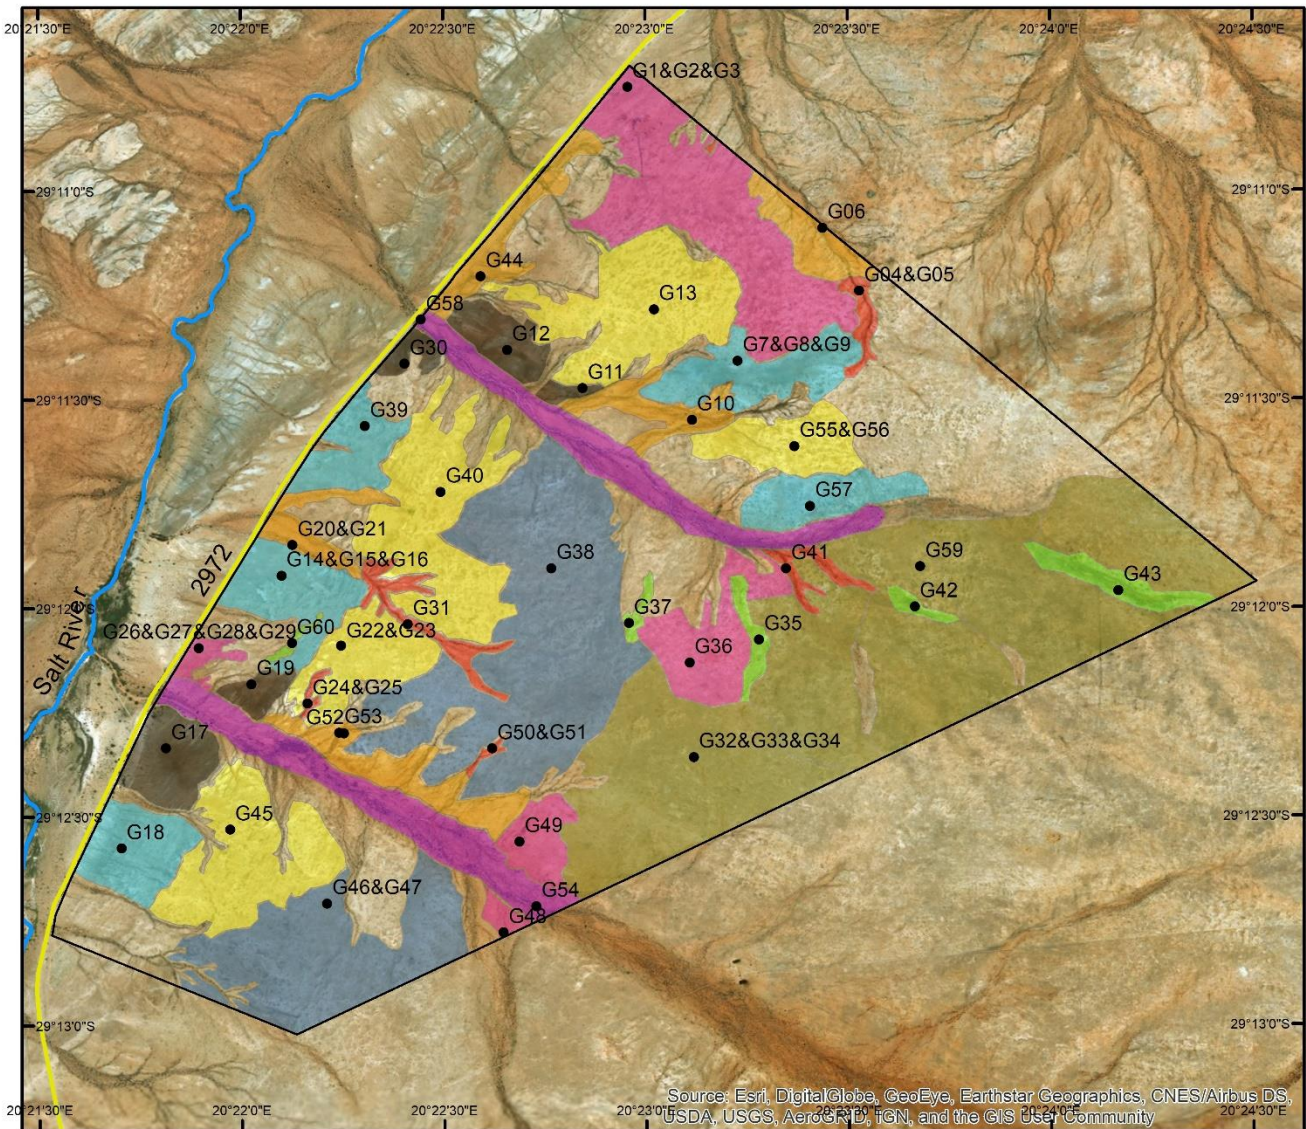 20°21'30"E 20°22'0"E 20°22'30"E 20°23'0"E 20°23'30"E 20°24'0"E 20°24'30"E
G1&G2&G3
29°11'0"S 29°11'0"S
G06
G44
G04&G05
G58
G13
G12
G30
G7&G8&G9
G11
29°11'30"S 29°11'30"S
G39
G10
G55&G56
G40
G57
G20&G21
2972
G14&G15&G16
G38
G41
G59
G42
G43
29°12'0"S 29°12'0"S
Salt River
G31
G37
G26&G27&G28&G29
G60
G22&G23
G35
G36
G19
G24&G25
G52 G53
G17
G50&G51
G32&G33&G34
29°12'30"S 29°12'30"S
G18
G45
G49
G46&G47
G54
G48
29°13'0"S 29°13'0"S
Source: Esri, DigitalGlobe, GeoEye, Earthstar Geographics, CNES/Airbus DS,
USDA, USGS, AeroGRID, IGN, and the GIS User Community
20°21'30"E 20°22'0"E 20°22'30"E 20°23'0"E 20°23'30"E 20°24'0"E 20°24'30"E